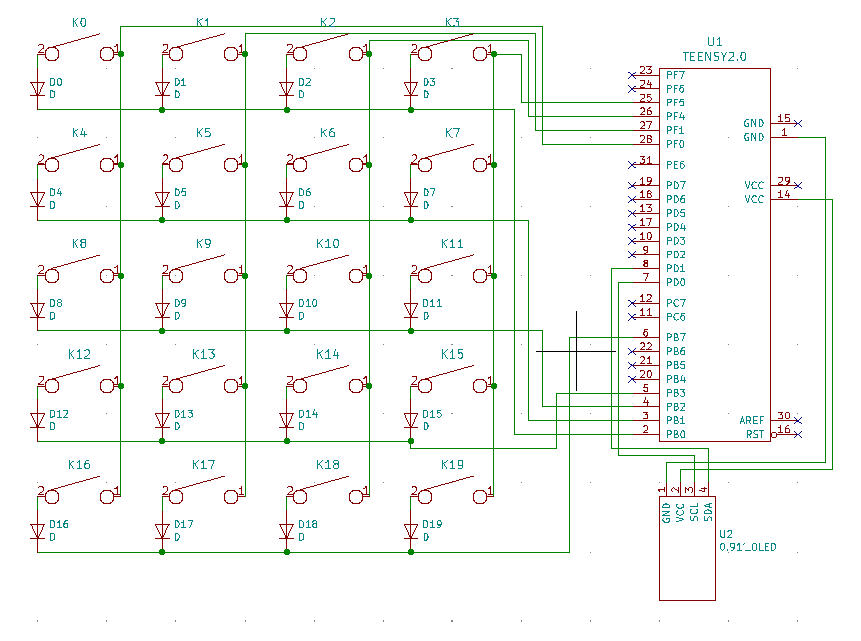 K0 K1 K2 K3
2 1 2 1 2 1 2 1
D0 D1 D2 D3
D D D D
K4 K5 K6 K7
2 1 2 1 2 1 2 1
D4 D5 D6 D7
D D D D
K8 K9 K10 K11
2 1 2 1 2 1 2 1
D8 D9 D10 D11
D D D D
K12 K13 K14 K15
2 1 2 1 2 1 2 1
D12 D13 D14 D15
D D D D
K16 K17 K18 K19
2 1 2 1 2 1 2 1
D16 D17 D18 D19
D D D D
U1
TEENSY2.0
23 PF7
24 PF6
25 PF5
26 PF4
27 PF1
28 PF0
31 PE6
19 PD7
18 PD6
13 PD5
17 PD4
10 PD3
9 PD2
8 PD1
7 PD0
12 PC7
11 PC6
6 PB7
22 PB6
21 PB5
20 PB4
5 PB3
4 PB2
3 PB1
2 PB0
GND 15
GND 1
VCC 29
VCC 14
AREF 30
RST 16
1 2 3 4
GND VCC SCL SDA
U2
0.91'_OLED